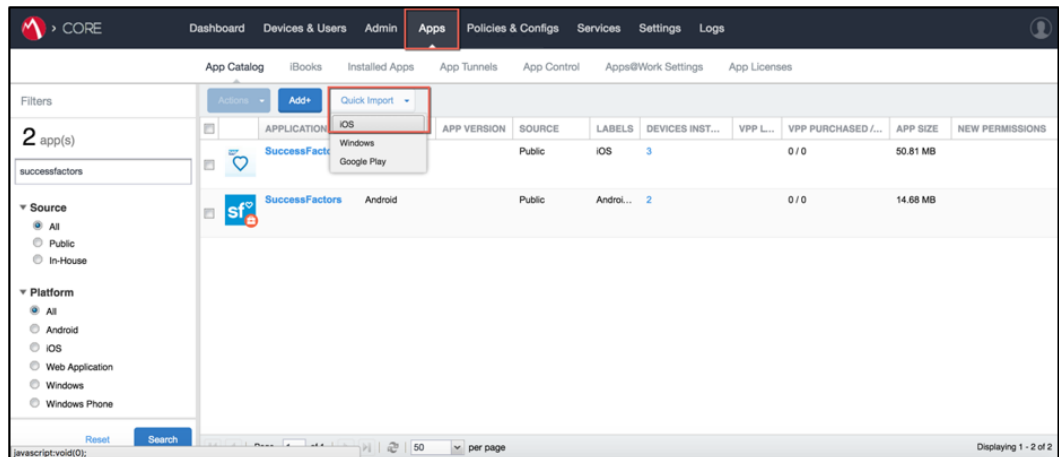 CORE Dashboard Devices & Users Admin Apps Policies & Configs Services Settings Logs
App Catalog iBooks Installed Apps App Tunnels App Control Apps@Work Settings App Licenses
Filters
2 app(s)
successfactors
Source
All
Public
In-House
Platform
All
Android
iOS
Web Application
Windows
Windows Phone
Reset Search
javascript:void(0);
Actions Add+ Quick Import
iOS
Windows
Google Play
APPLICATION APP VERSION SOURCE LABELS DEVICES INST... VPP L... VPP PURCHASED /... APP SIZE NEW PERMISSIONS
SuccessFacto Public iOS 3 0 / 0 50.81 MB
sf SuccessFactors Android Public Androi... 2 0 / 0 14.68 MB
50 per page Displaying 1 - 2 of 2